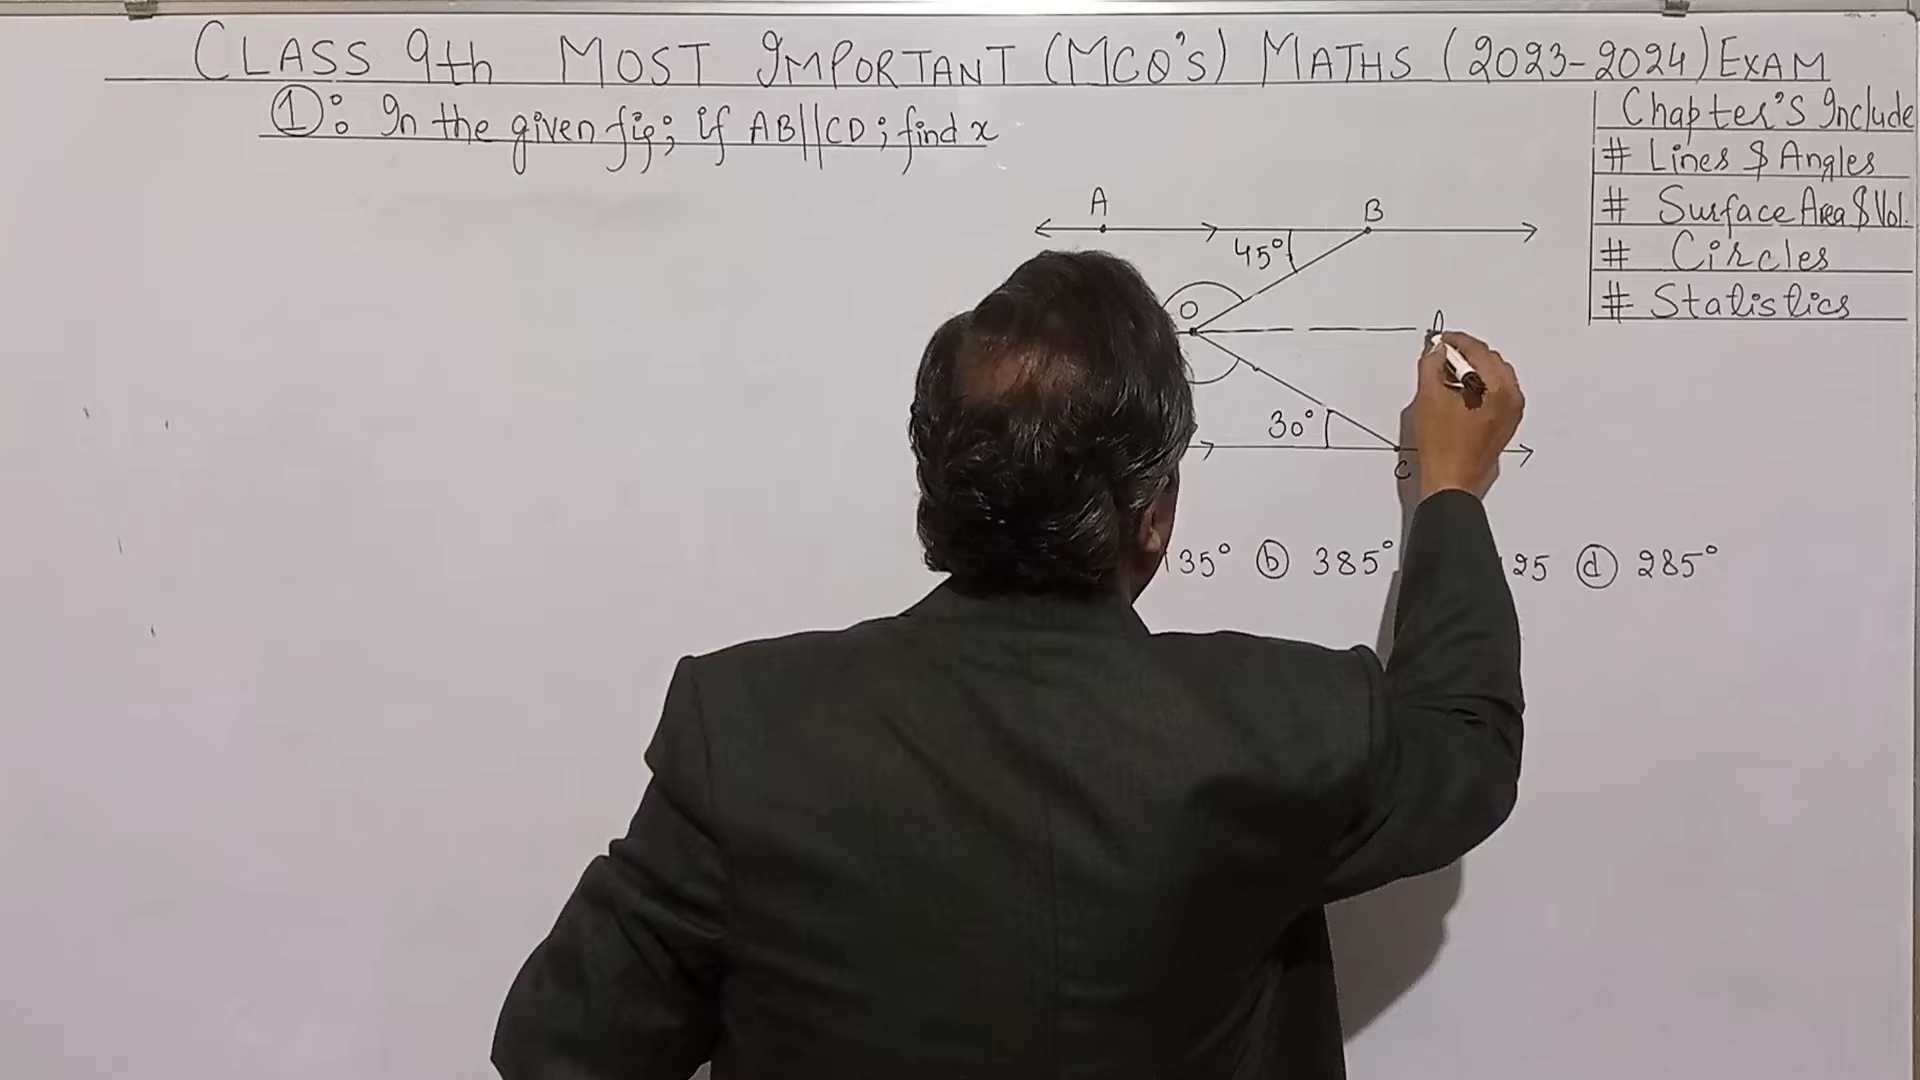 CLASS 9th MOST IMPORTANT (MCQ'S) MATHS (2023-2024) EXAM
①: In the given fig; if AB||CD; find x
Chapter's Include
# Lines & Angles
# Surface Area & Vol.
# Circles
# Statistics
A B
45°
O
30°
C
35° ⓑ 385° 25 ⓓ 285°